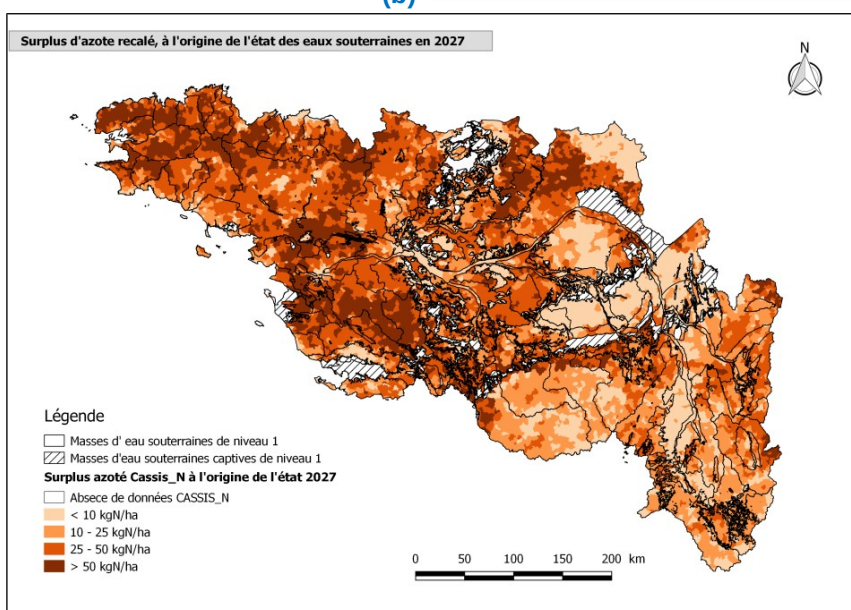 (b)
Surplus d'azote recalé, à l'origine de l'état des eaux souterraines en 2027
N
Légende
Masses d' eau souterraines de niveau 1
Masses d'eau souterraines captives de niveau 1
Surplus azoté Cassis_N à l'origine de l'état 2027
Absece de données CASSIS_N
< 10 kgN/ha
10 - 25 kgN/ha
25 - 50 kgN/ha
> 50 kgN/ha
0 50 100 150 200 km